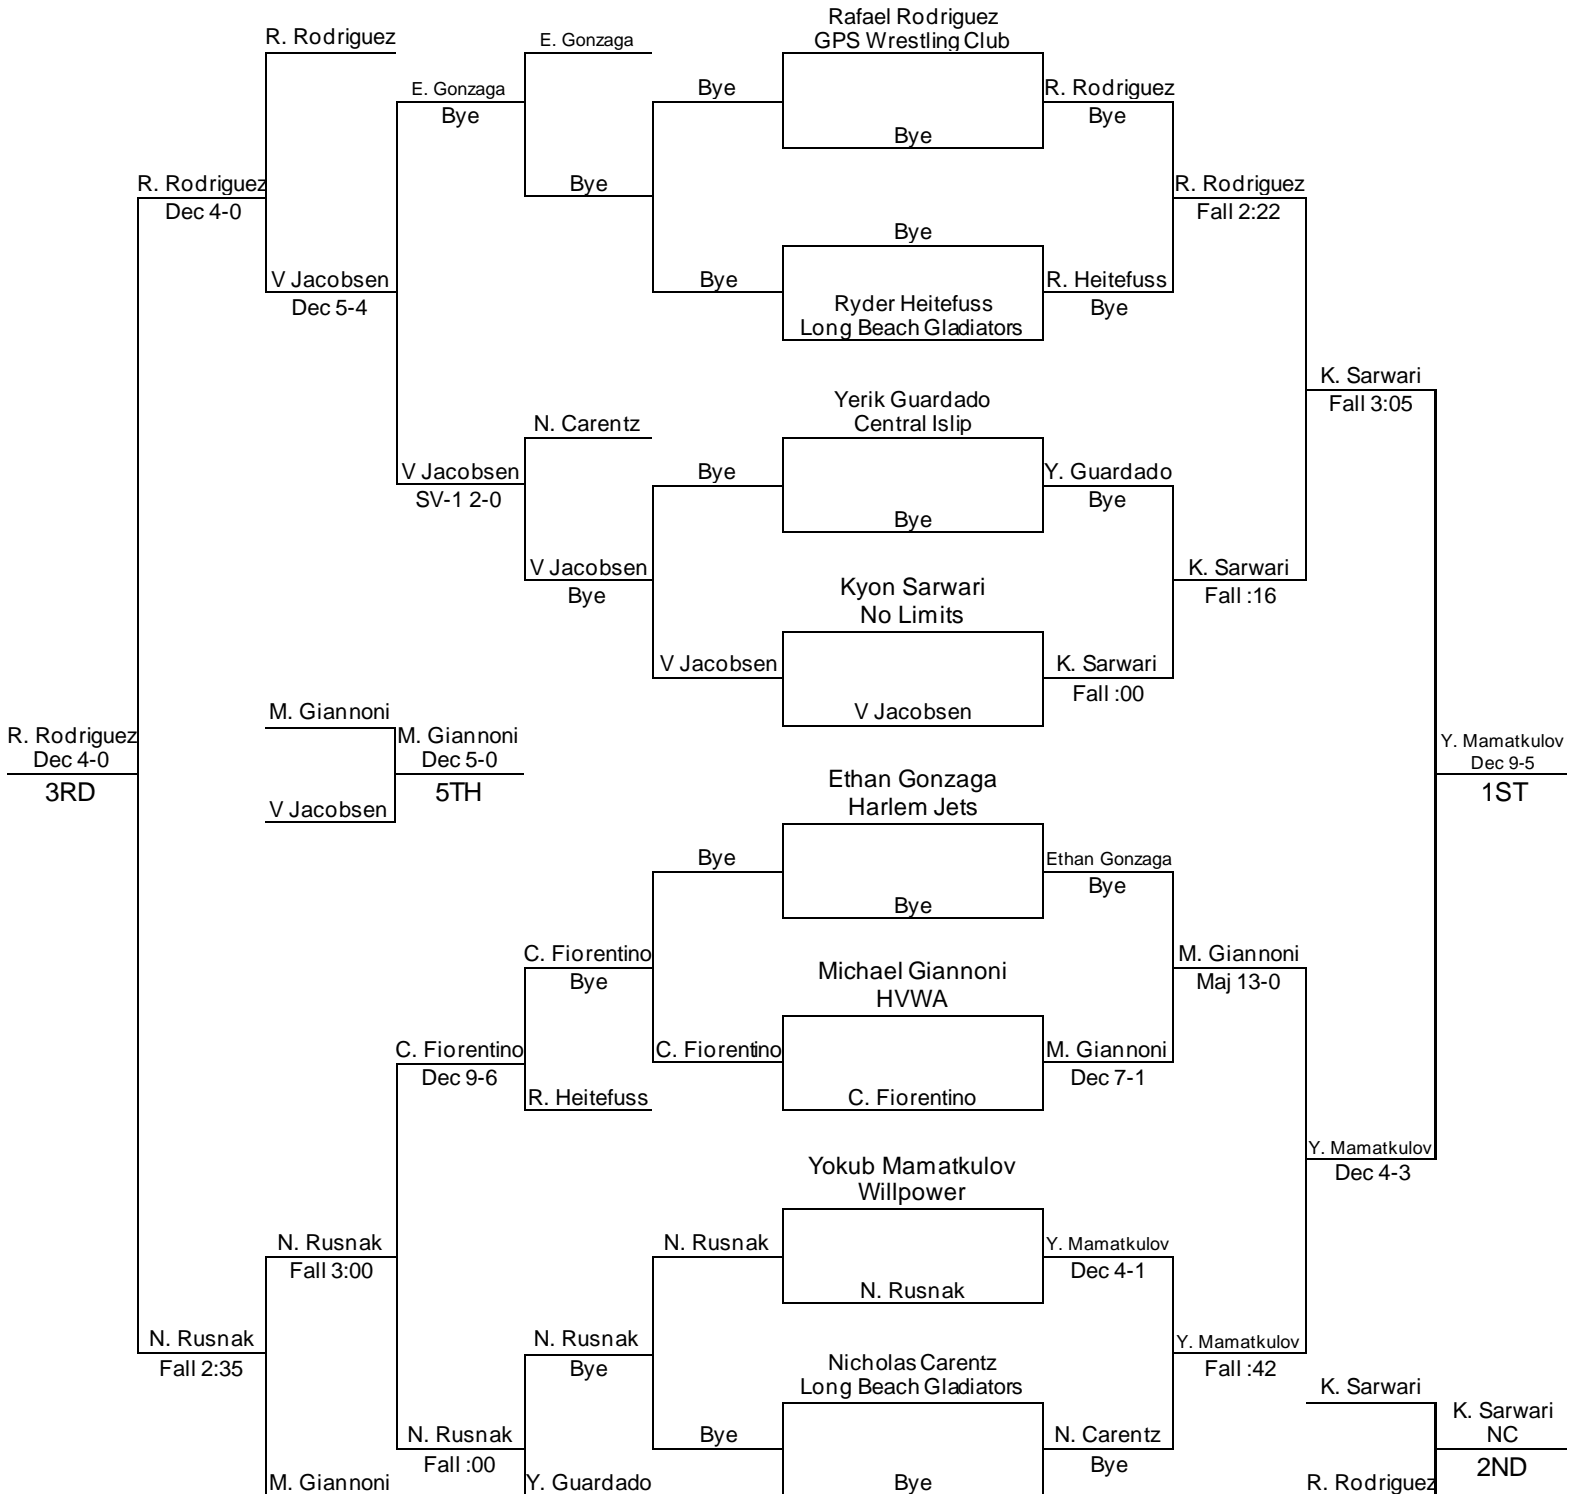 Rafael Rodriguez
GPS Wrestling Club
R. Rodriguez
E. Gonzaga
E. Gonzaga
Bye
Bye
R. Rodriguez
Bye
Bye
Bye
R. Rodriguez
Dec 4-0
R. Rodriguez
Fall 2:22
Bye
V Jacobsen
Dec 5-4
Bye
Ryder Heitefuss
Long Beach Gladiators
R. Heitefuss
Bye
K. Sarwari
Fall 3:05
N. Carentz
Yerik Guardado
Central Islip
V Jacobsen
SV-1 2-0
Bye
Y. Guardado
Bye
Bye
V Jacobsen
Bye
Kyon Sarwari
No Limits
K. Sarwari
Fall :16
V Jacobsen
K. Sarwari
Fall :00
V Jacobsen
M. Giannoni
R. Rodriguez
Dec 4-0
3RD
M. Giannoni
Dec 5-0
5TH
V Jacobsen
Y. Mamatkulov
Dec 9-5
1ST
Ethan Gonzaga
Harlem Jets
Bye
Ethan Gonzaga
Bye
Bye
C. Fiorentino
Bye
Michael Giannoni
HVWA
M. Giannoni
Maj 13-0
C. Fiorentino
Dec 9-6
C. Fiorentino
M. Giannoni
Dec 7-1
R. Heitefuss
C. Fiorentino
Y. Mamatkulov
Dec 4-3
Yokub Mamatkulov
Willpower
N. Rusnak
Fall 3:00
N. Rusnak
Y. Mamatkulov
Dec 4-1
N. Rusnak
N. Rusnak
Fall 2:35
N. Rusnak
Bye
Nicholas Carentz
Long Beach Gladiators
Y. Mamatkulov
Fall :42
K. Sarwari
N. Rusnak
Fall :00
Bye
N. Carentz
Bye
K. Sarwari
NC
2ND
M. Giannoni
Y. Guardado
Bye
R. Rodriguez